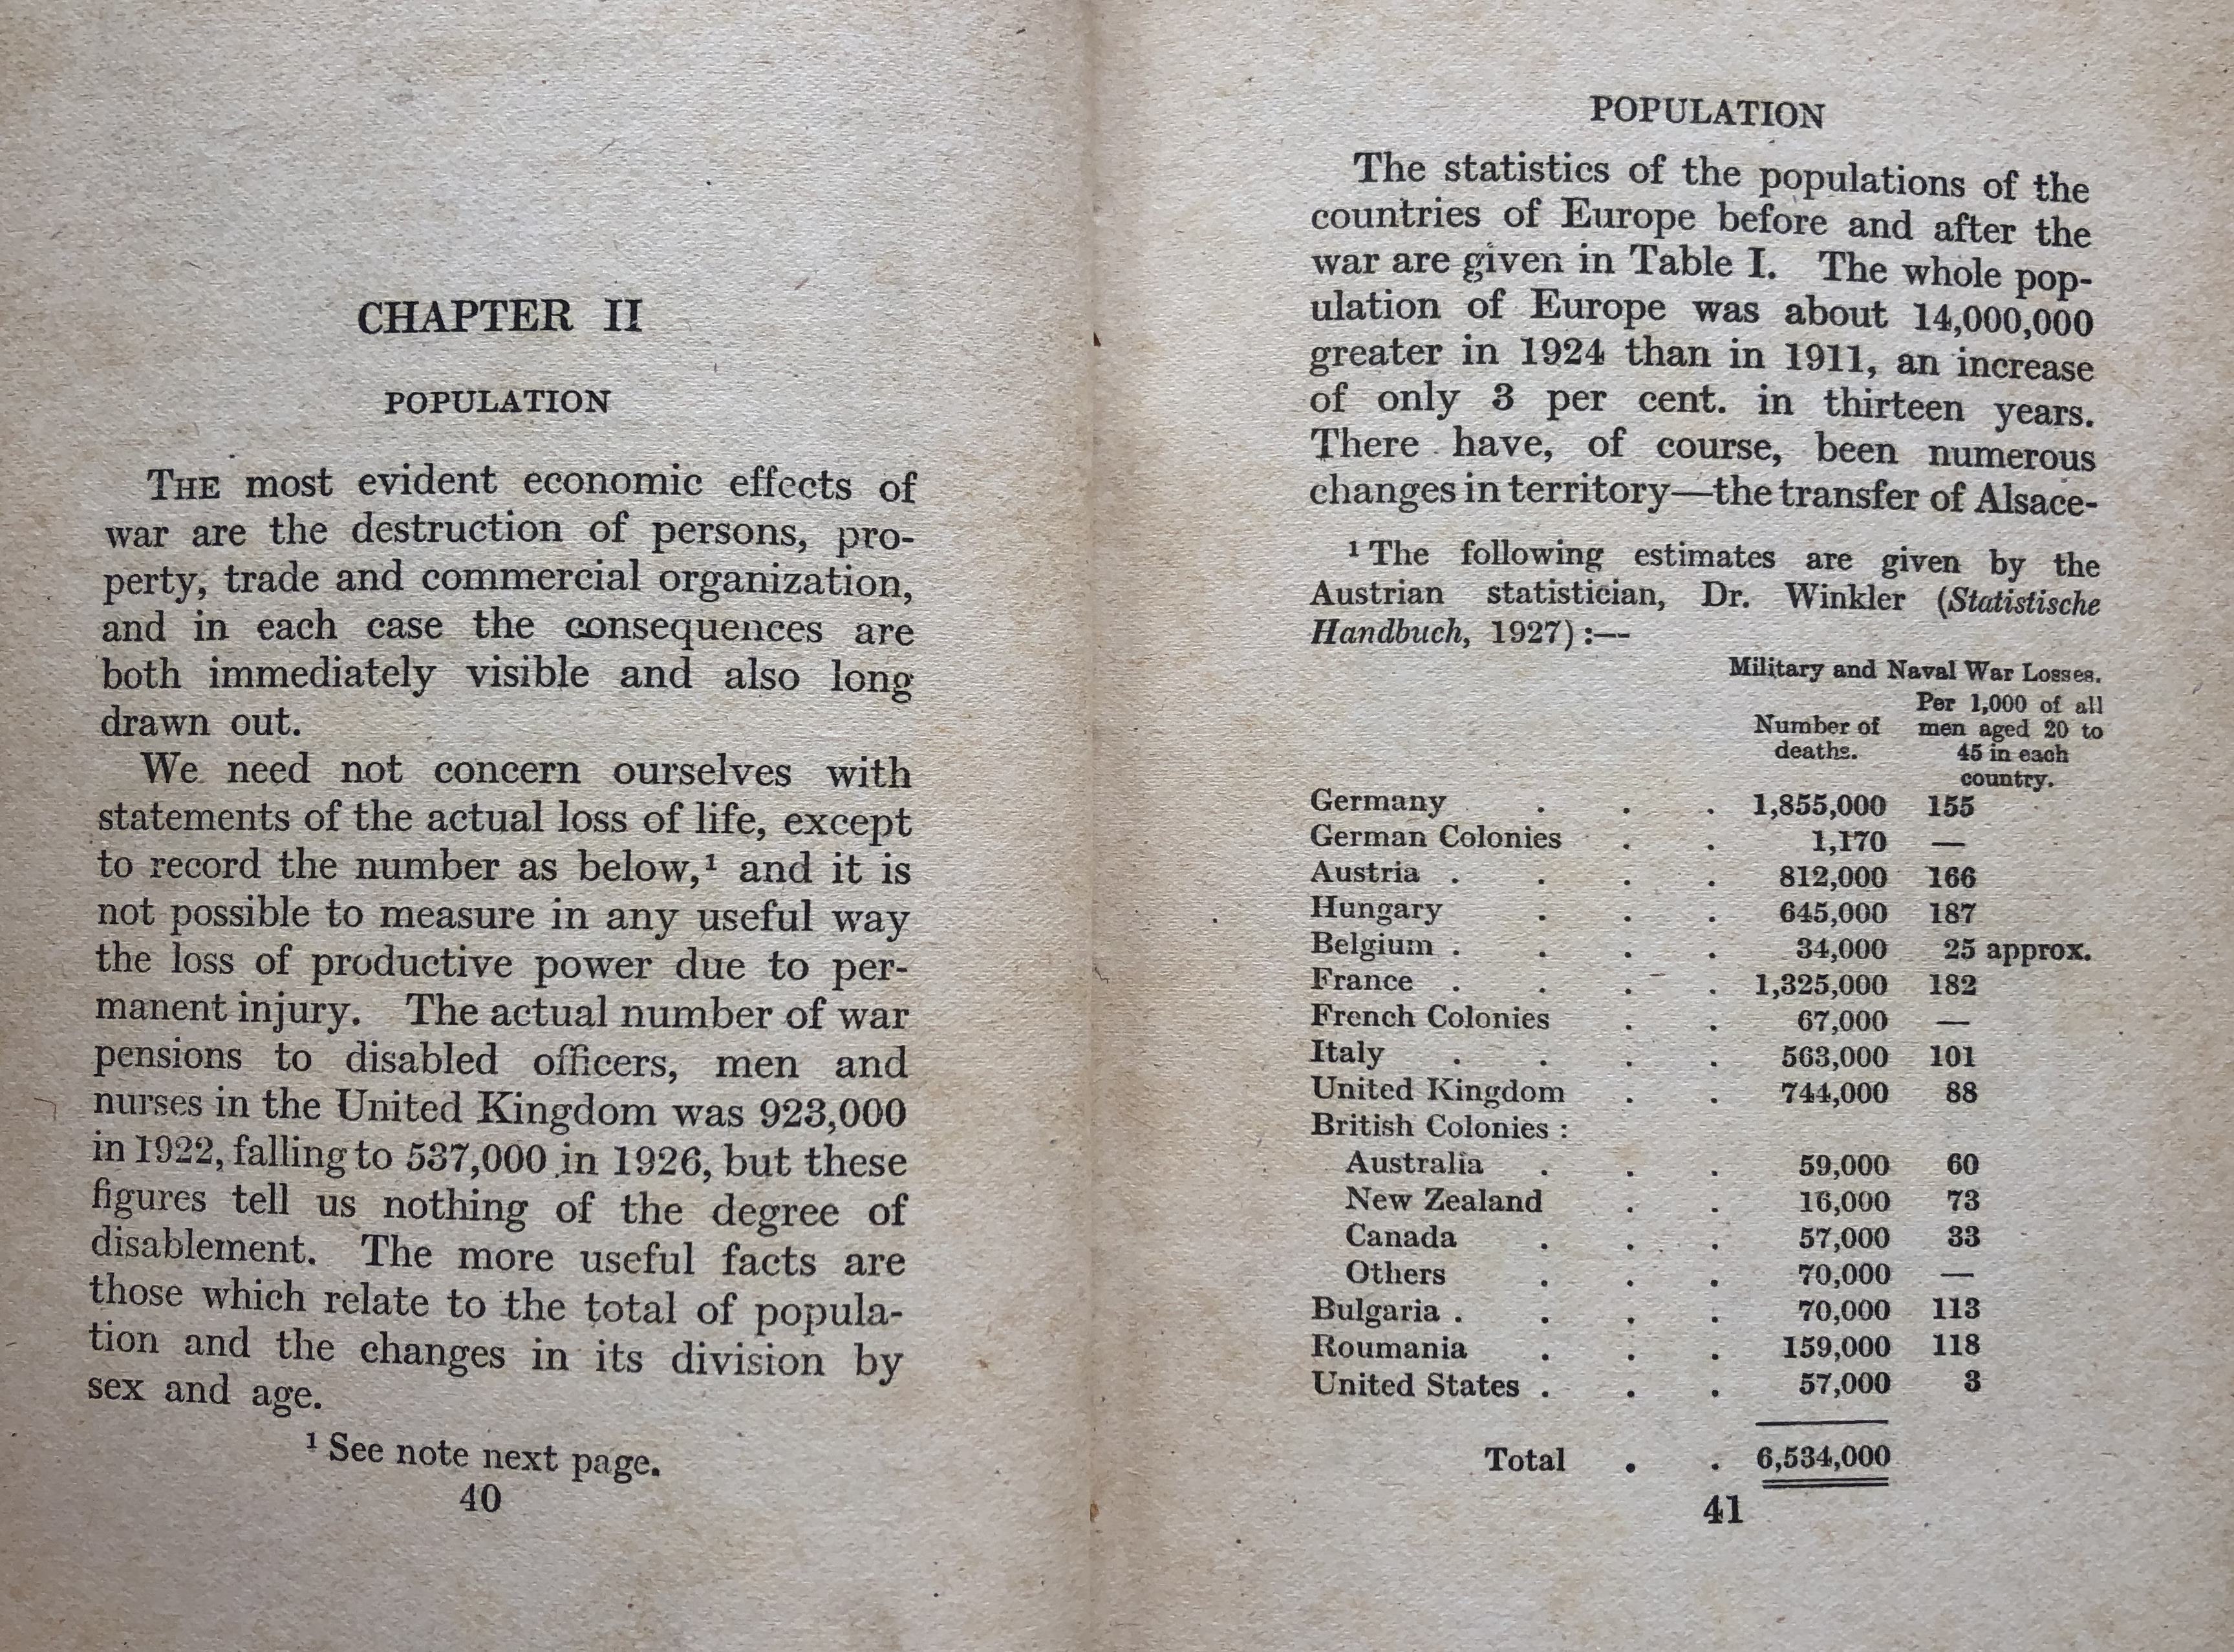 CHAPTER II
POPULATION
THE most evident economic effects of
war are the destruction of persons, pro-
perty, trade and commercial organization,
and in each case the consequences are
both immediately visible and also long
drawn out.
We need not concern ourselves with
statements of the actual loss of life, except
to record the number as below,¹ and it is
not possible to measure in any useful way
the loss of productive power due to per-
manent injury. The actual number of war
pensions to disabled officers, men and
nurses in the United Kingdom was 923,000
in 1922, falling to 537,000 in 1926, but these
figures tell us nothing of the degree of
disablement. The more useful facts are
those which relate to the total of popula-
tion and the changes in its division by
sex and age.
¹ See note next page.
40
POPULATION
The statistics of the populations of the
countries of Europe before and after the
war are given in Table I. The whole pop-
ulation of Europe was about 14,000,000
greater in 1924 than in 1911, an increase
of only 3 per cent. in thirteen years.
There have, of course, been numerous
changes in territory—the transfer of Alsace-
¹ The following estimates are given by the
Austrian statistician, Dr. Winkler (Statistische
Handbuch, 1927) :—
Military and Naval War Losses.
Per 1,000 of all
Number of men aged 20 to
deaths. 45 in each
country.
Germany . . . 1,855,000 155
German Colonies . . 1,170 —
Austria . . . . 812,000 166
Hungary . . . 645,000 187
Belgium . . . . 34,000 25 approx.
France . . . . 1,325,000 182
French Colonies . . 67,000 —
Italy . . . . 563,000 101
United Kingdom . . 744,000 88
British Colonies :
Australia . . . 59,000 60
New Zealand . . 16,000 73
Canada . . . 57,000 33
Others . . . 70,000 —
Bulgaria . . . . 70,000 113
Roumania . . . 159,000 118
United States . . . . 57,000 3
Total . . 6,534,000
41